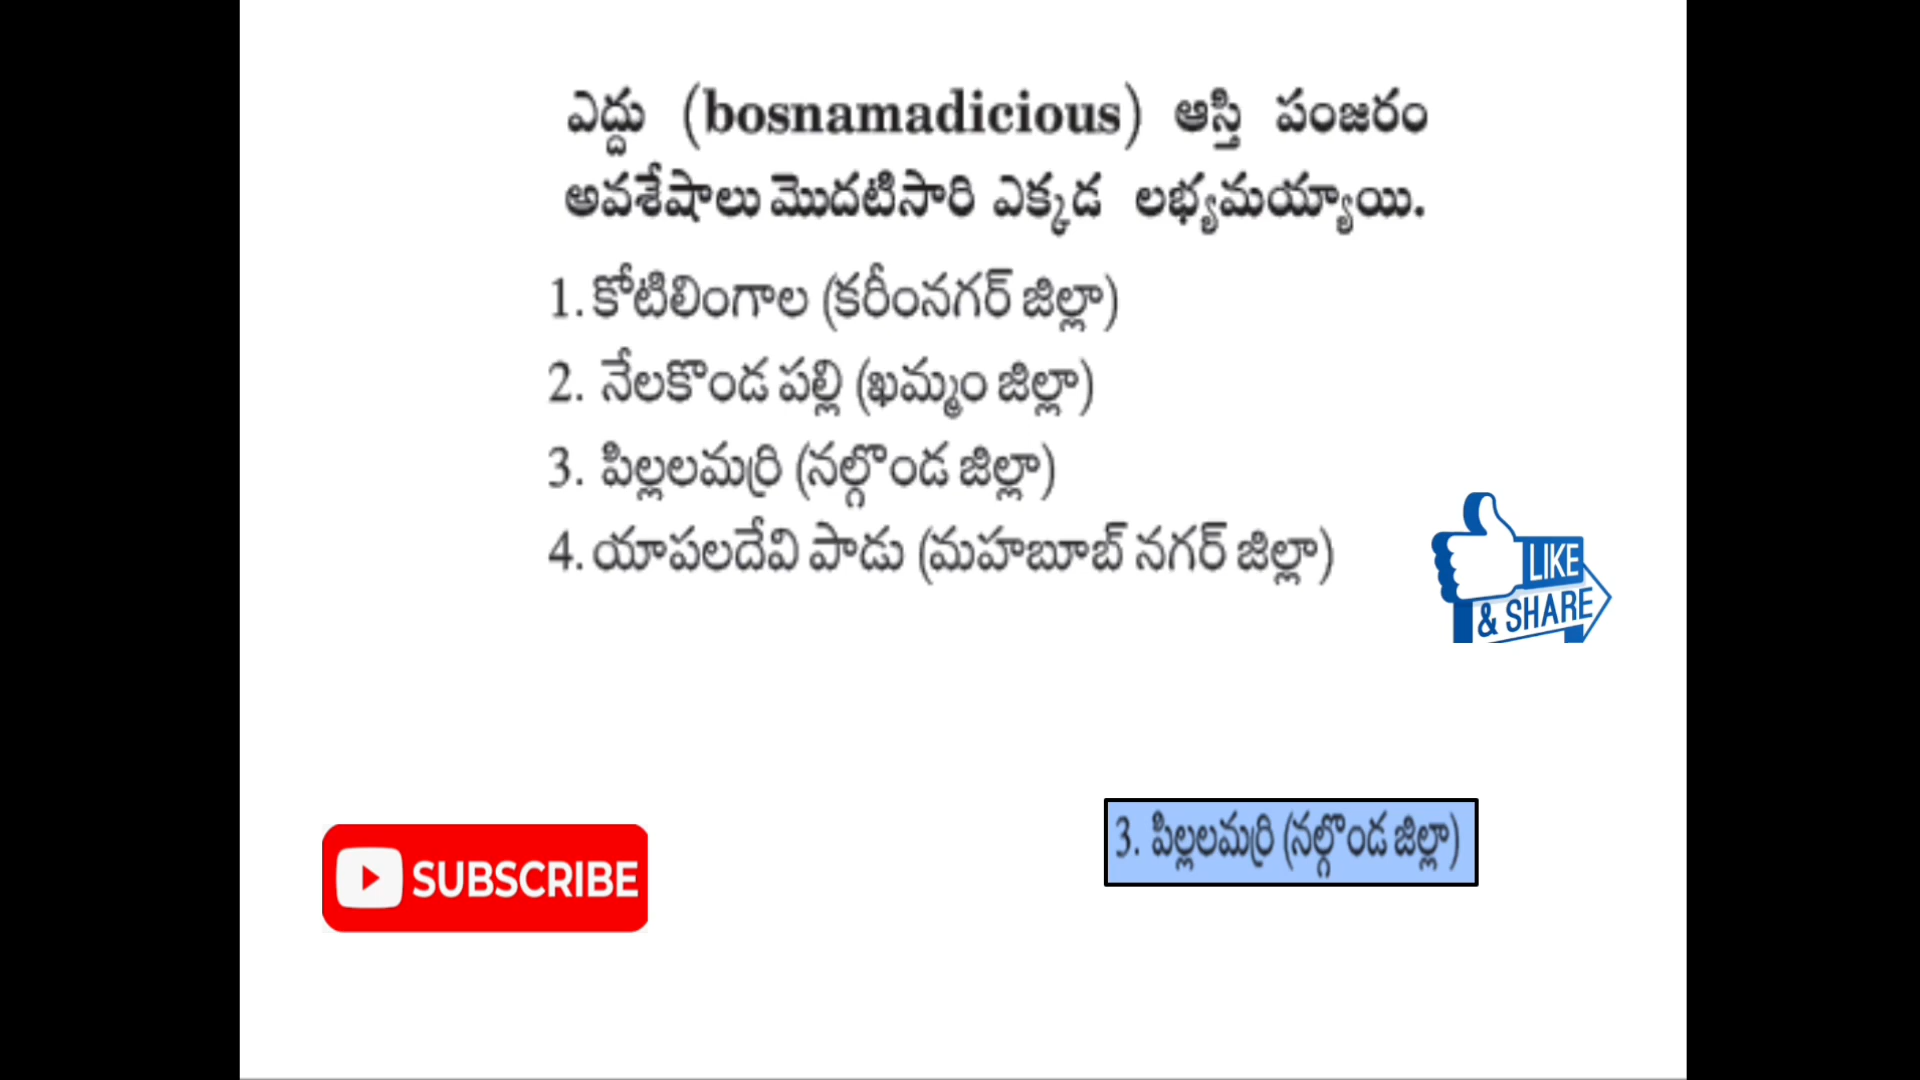 ఎద్దు (bosnamadicious) ఆస్తి పంజరం
అవశేషాలు మొదటిసారి ఎక్కడ లభ్యమయ్యాయి.
1. కోటిలింగాల (కరీంనగర్ జిల్లా)
2. నేలకొండ పల్లి (ఖమ్మం జిల్లా)
3. పిల్లలమర్రి (నల్గొండ జిల్లా)
4. యాపలదేవి పాడు (మహబూబ్ నగర్ జిల్లా)
LIKE
& SHARE
3. పిల్లలమర్రి (నల్గొండ జిల్లా)
SUBSCRIBE